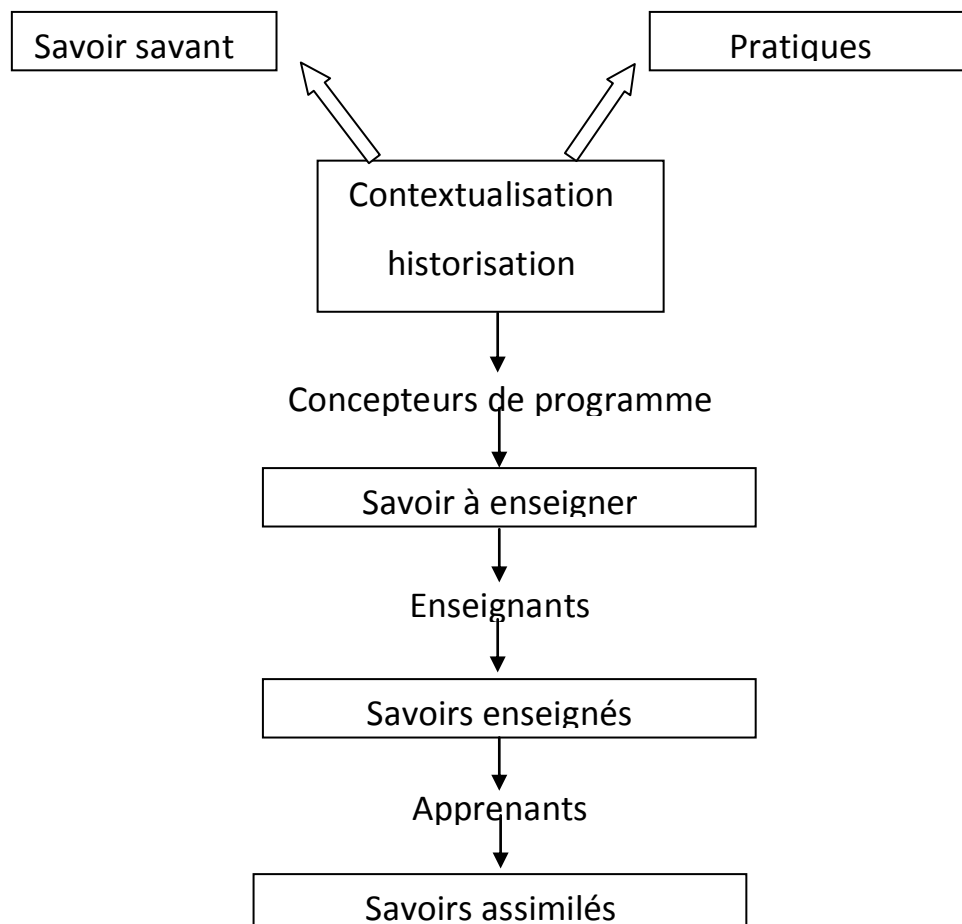 Savoir savant
Pratiques
Contextualisation
historisation
Concepteurs de programme
Savoir à enseigner
Enseignants
Savoirs enseignés
Apprenants
Savoirs assimilés